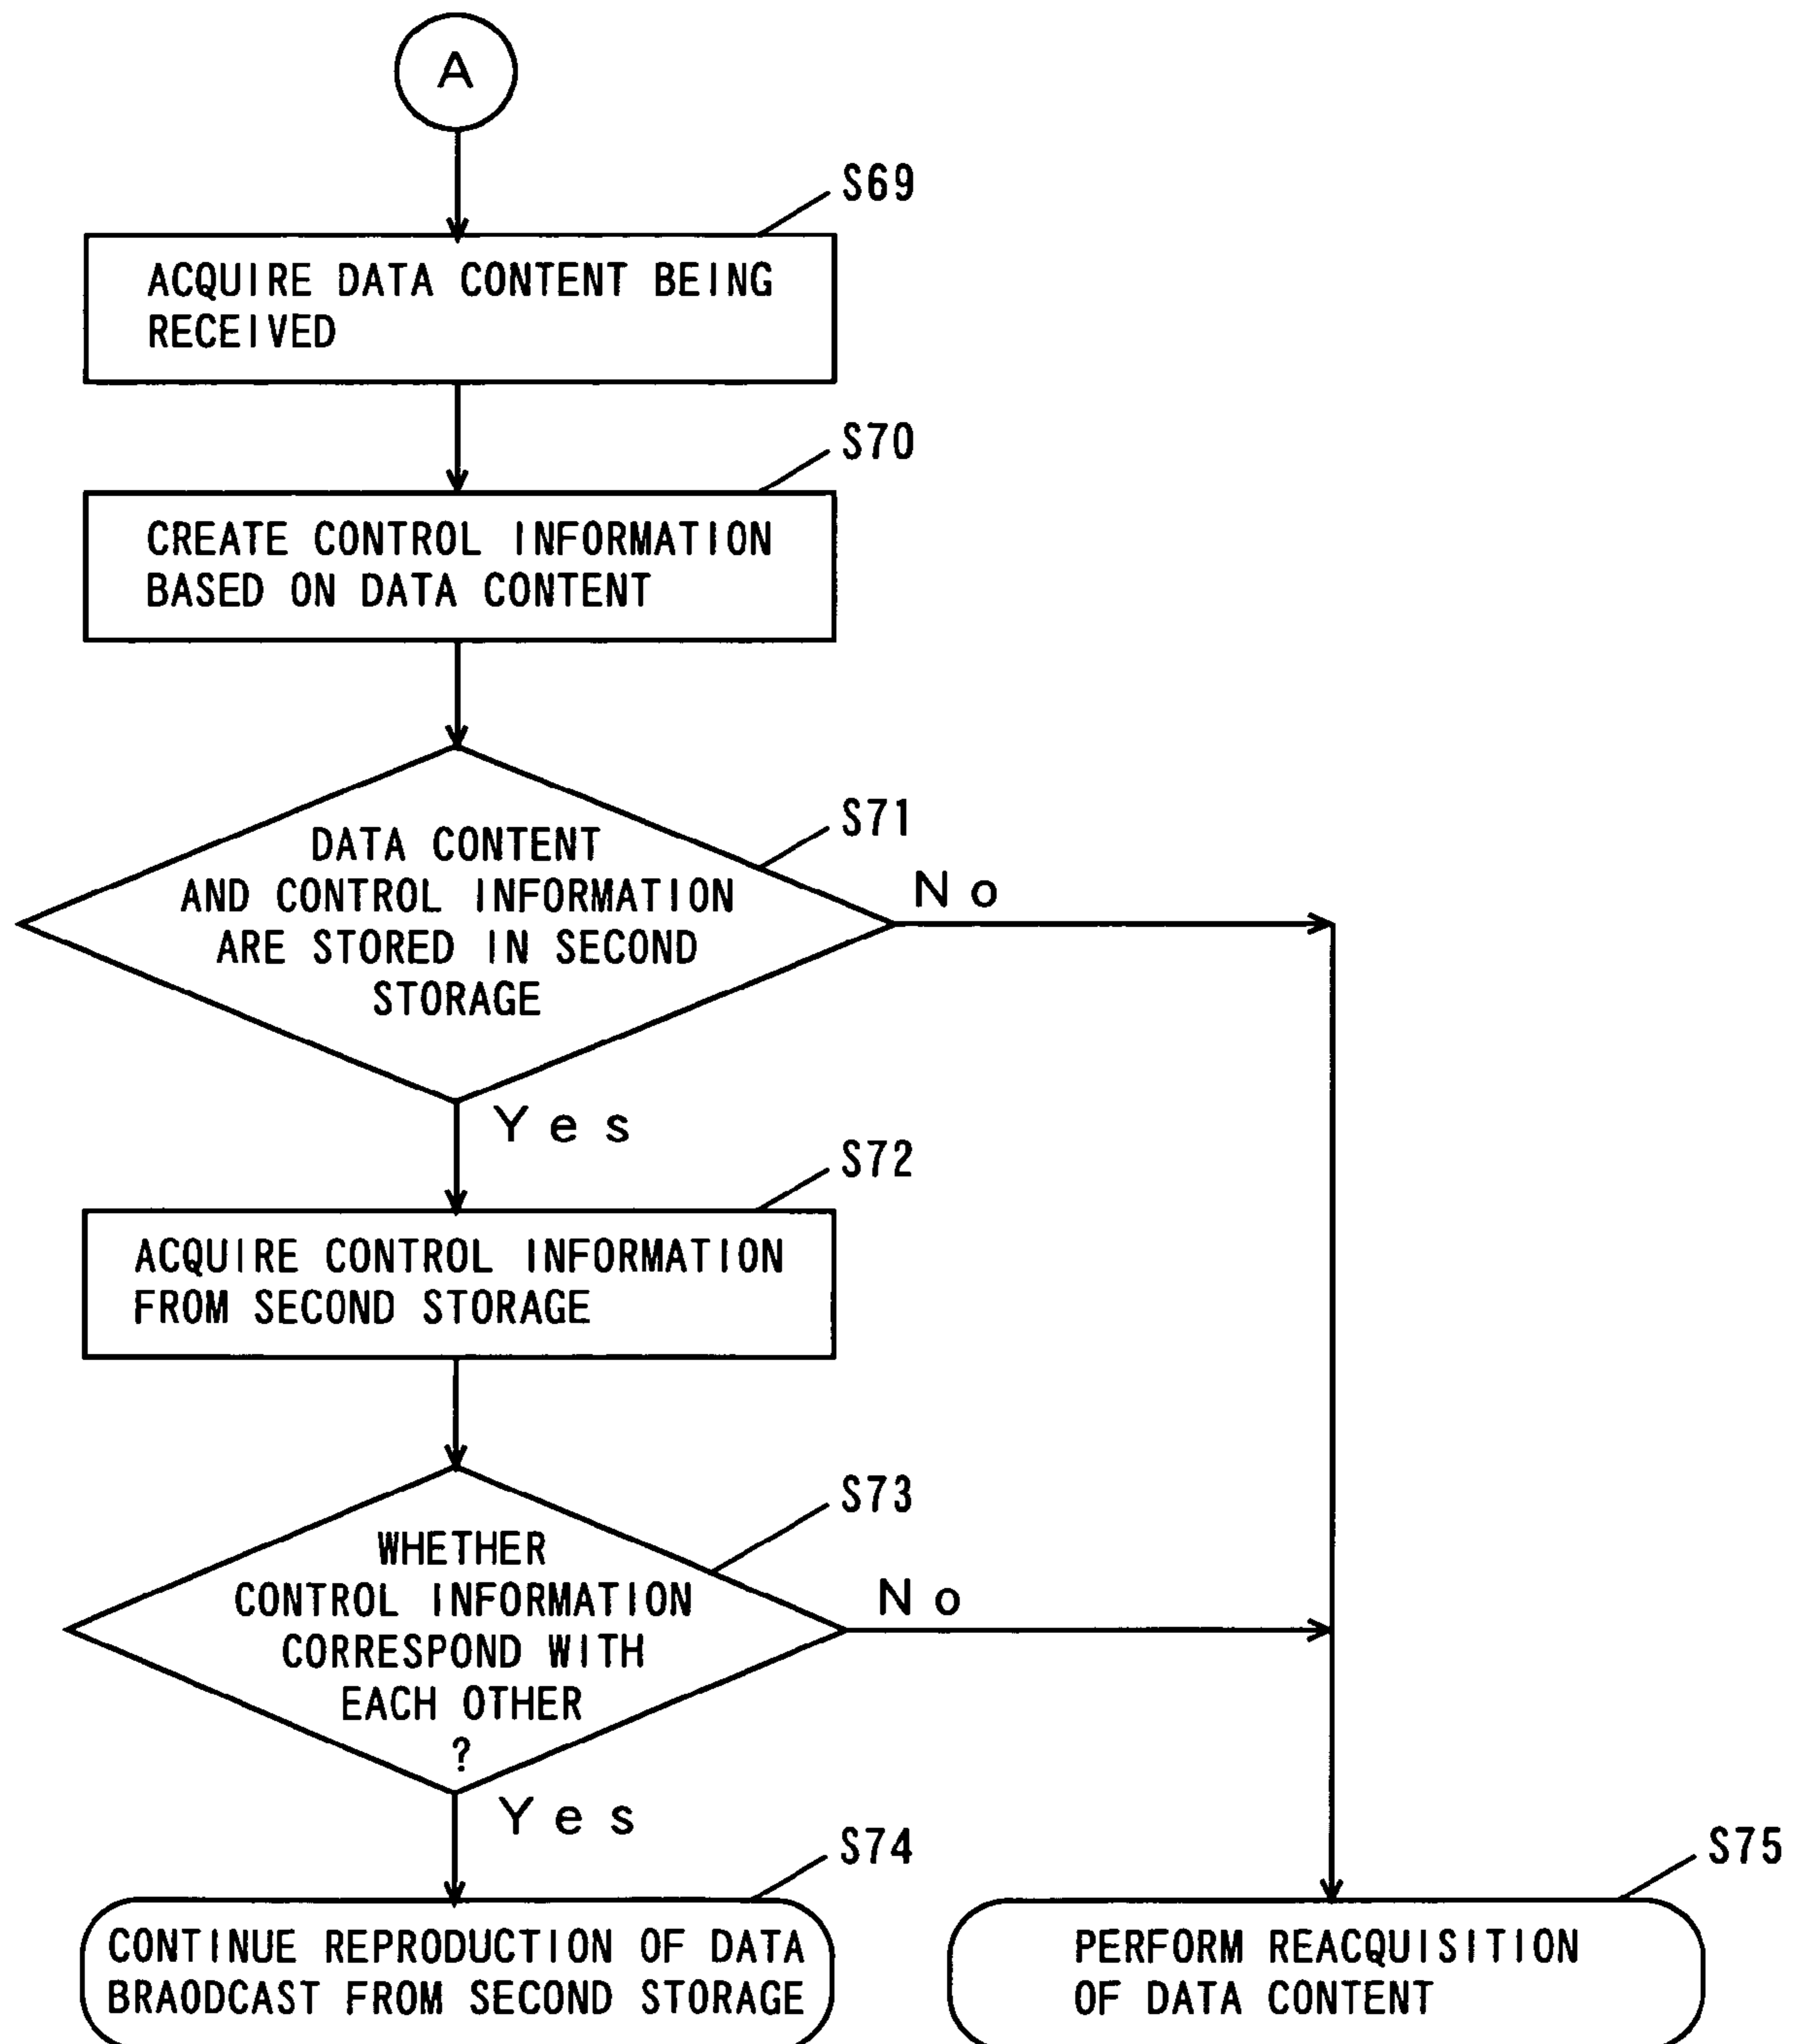 A
S69
ACQUIRE DATA CONTENT BEING
RECEIVED
S70
CREATE CONTROL INFORMATION
BASED ON DATA CONTENT
S71
DATA CONTENT
AND CONTROL INFORMATION
ARE STORED IN SECOND
STORAGE
No
Yes
S72
ACQUIRE CONTROL INFORMATION
FROM SECOND STORAGE
S73
WHETHER
CONTROL INFORMATION
CORRESPOND WITH
EACH OTHER
?
No
Yes
S74
CONTINUE REPRODUCTION OF DATA
BRAODCAST FROM SECOND STORAGE
S75
PERFORM REACQUISITION
OF DATA CONTENT